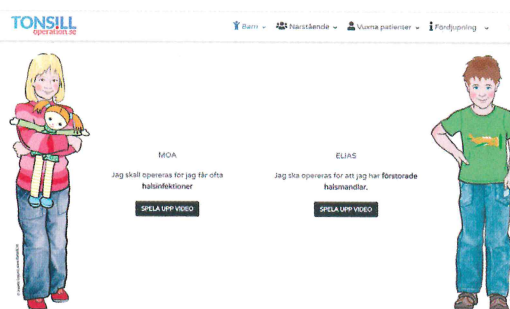 TONSILL
operation.se
Barn
Närstående
Vuxna patienter
Fördjupning
MOA
Jag skall opereras för jag får ofta
halsinfektioner
SPELA UPP VIDEO
ELIAS
Jag ska opereras för att jag har förstorade
halsmandlar.
SPELA UPP VIDEO